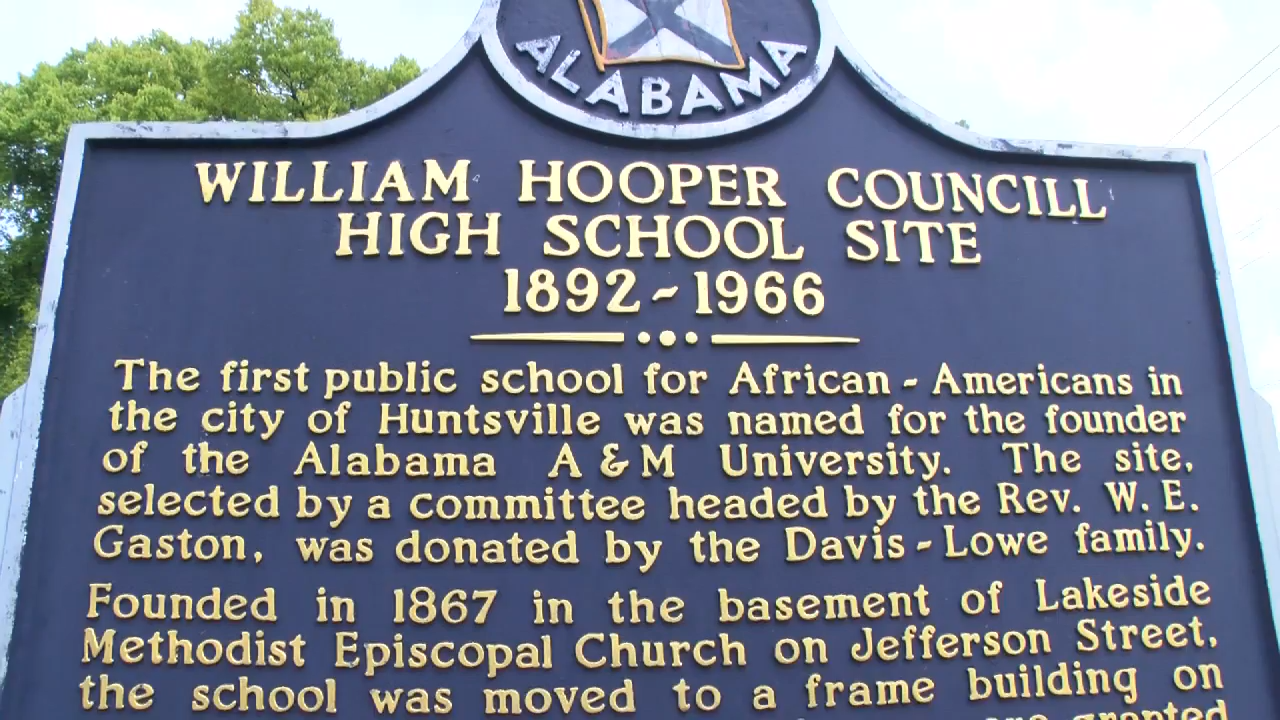 ALABAMA
WILLIAM HOOPER COUNCILL
HIGH SCHOOL SITE
1892-1966
The first public school for African-Americans in
the city of Huntsville was named for the founder
of the Alabama A & M University. The site,
selected by a committee headed by the Rev. W. E.
Gaston, was donated by the Davis-Lowe family.
Founded in 1867 in the basement of Lakeside
Methodist Episcopal Church on Jefferson Street,
the school was moved to a frame building on
granted